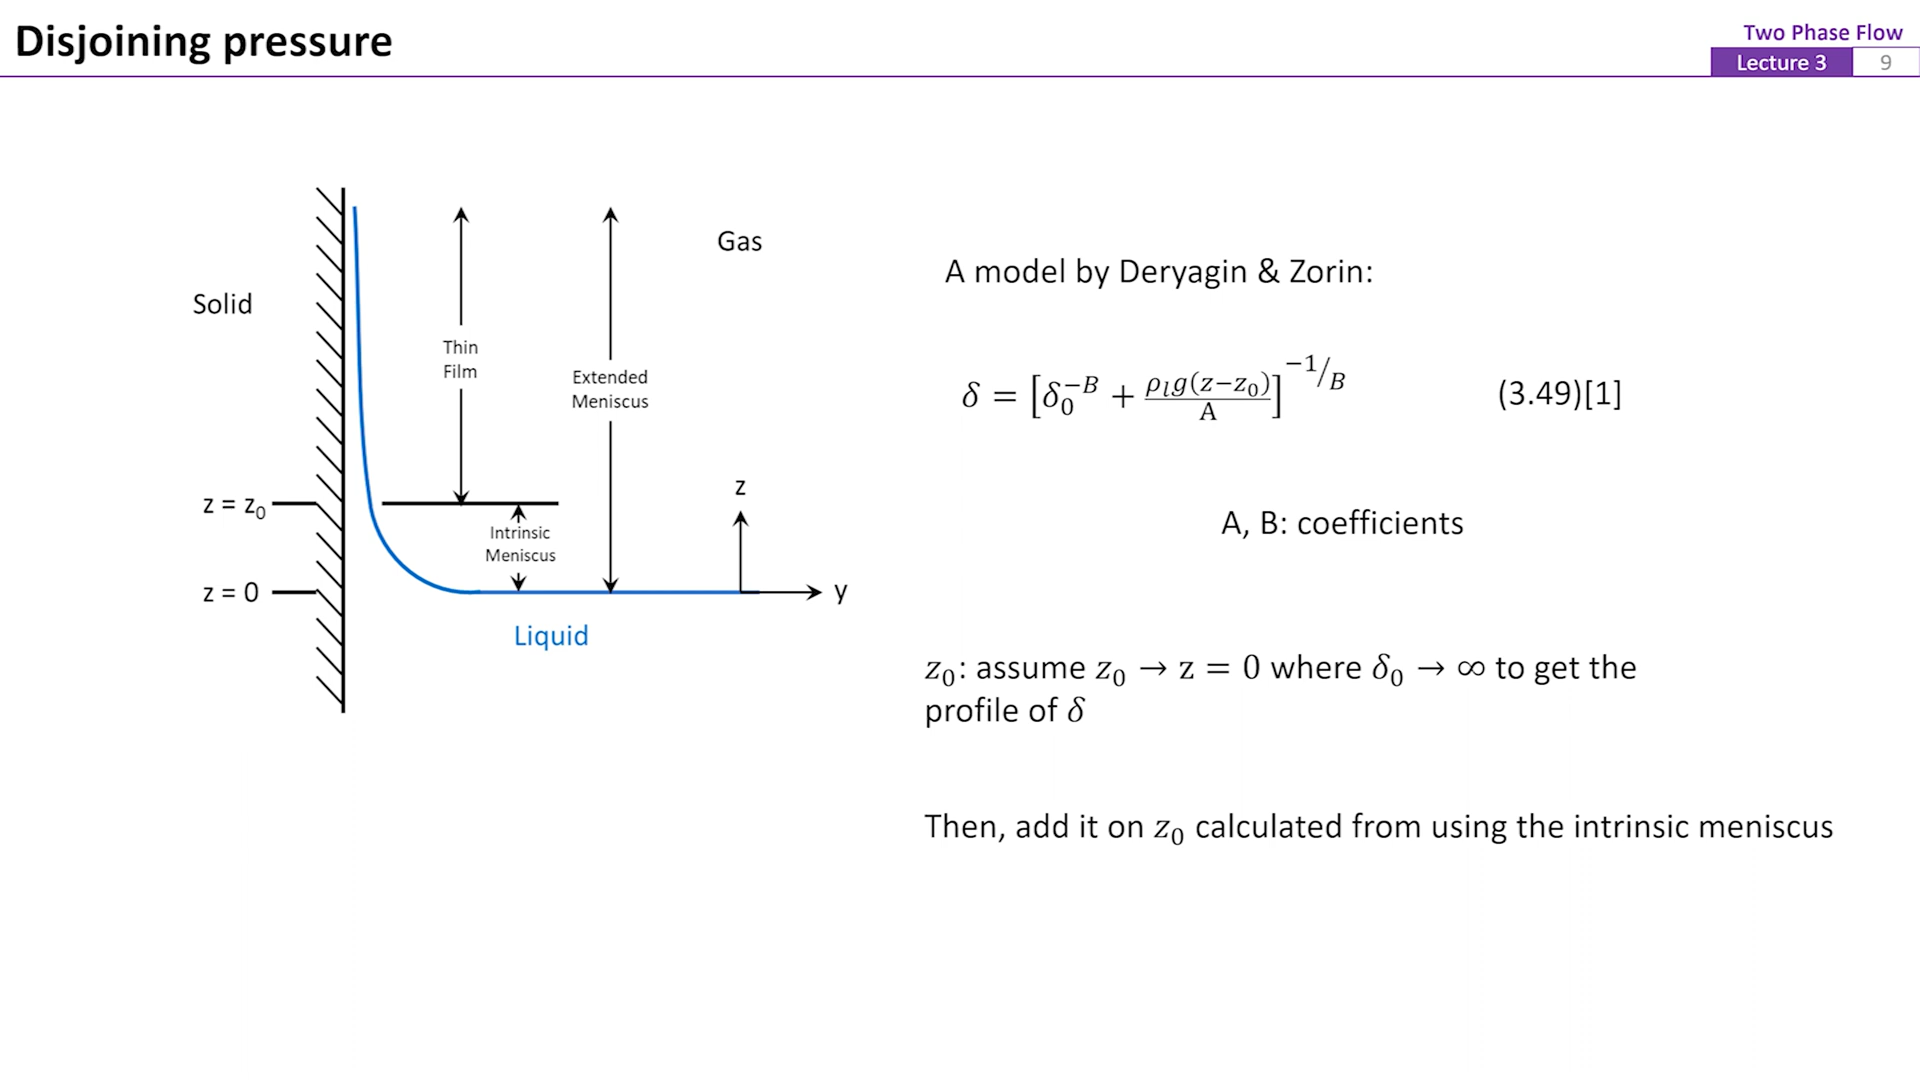 Disjoining pressure
Two Phase Flow
Lecture 3
9
Gas
Solid
Thin
Film
Extended
Meniscus
z
z = z₀
Intrinsic
Meniscus
z = 0
y
Liquid
A model by Deryagin & Zorin:
δ = [δ₀^{−B} + ρ_l g(z−z₀)/A]^{−1/B} (3.49)[1]
A, B: coefficients
z₀: assume z₀ → z = 0 where δ₀ → ∞ to get the
profile of δ
Then, add it on z₀ calculated from using the intrinsic meniscus